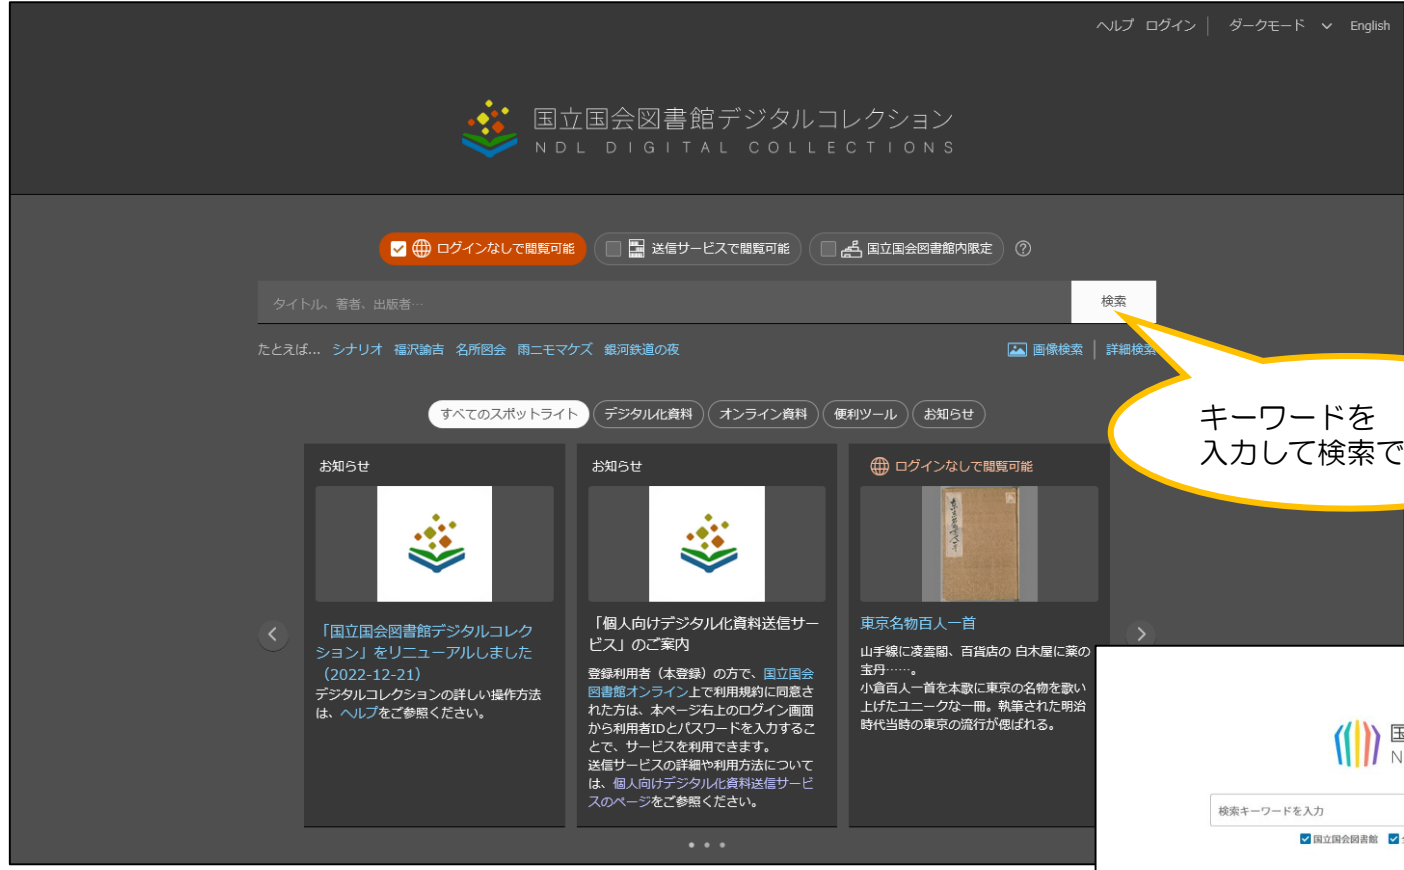 ヘルプ ログイン ダークモード English
国立国会図書館デジタルコレクション
NDL DIGITAL COLLECTIONS
ログインなしで閲覧可能 送信サービスで閲覧可能 国立国会図書館内限定
タイトル、著者、出版者… 検索
たとえば... シナリオ 福沢諭吉 名所図会 雨ニモマケズ 銀河鉄道の夜 画像検索 詳細検索
キーワードを
入力して検索で
すべてのスポットライト デジタル化資料 オンライン資料 便利ツール お知らせ
お知らせ
「国立国会図書館デジタルコレク
ション」をリニューアルしました
（2022-12-21）
デジタルコレクションの詳しい操作方法
は、ヘルプをご参照ください。
お知らせ
「個人向けデジタル化資料送信サー
ビス」のご案内
登録利用者（本登録）の方で、国立国会
図書館オンライン上で利用規約に同意さ
れた方は、本ページ右上のログイン画面
から利用者IDとパスワードを入力するこ
とで、サービスを利用できます。
送信サービスの詳細や利用方法について
は、個人向けデジタル化資料送信サービ
スのページをご参照ください。
ログインなしで閲覧可能
東京名物百人一首
山手線に凌雲閣、百貨店の 白木屋に薬の
宝丹……。
小倉百人一首を本歌に東京の名物を歌い
上げたユニークな一冊。執筆された明治
時代当時の東京の流行が偲ばれる。
国
N
検索キーワードを入力
国立国会図書館